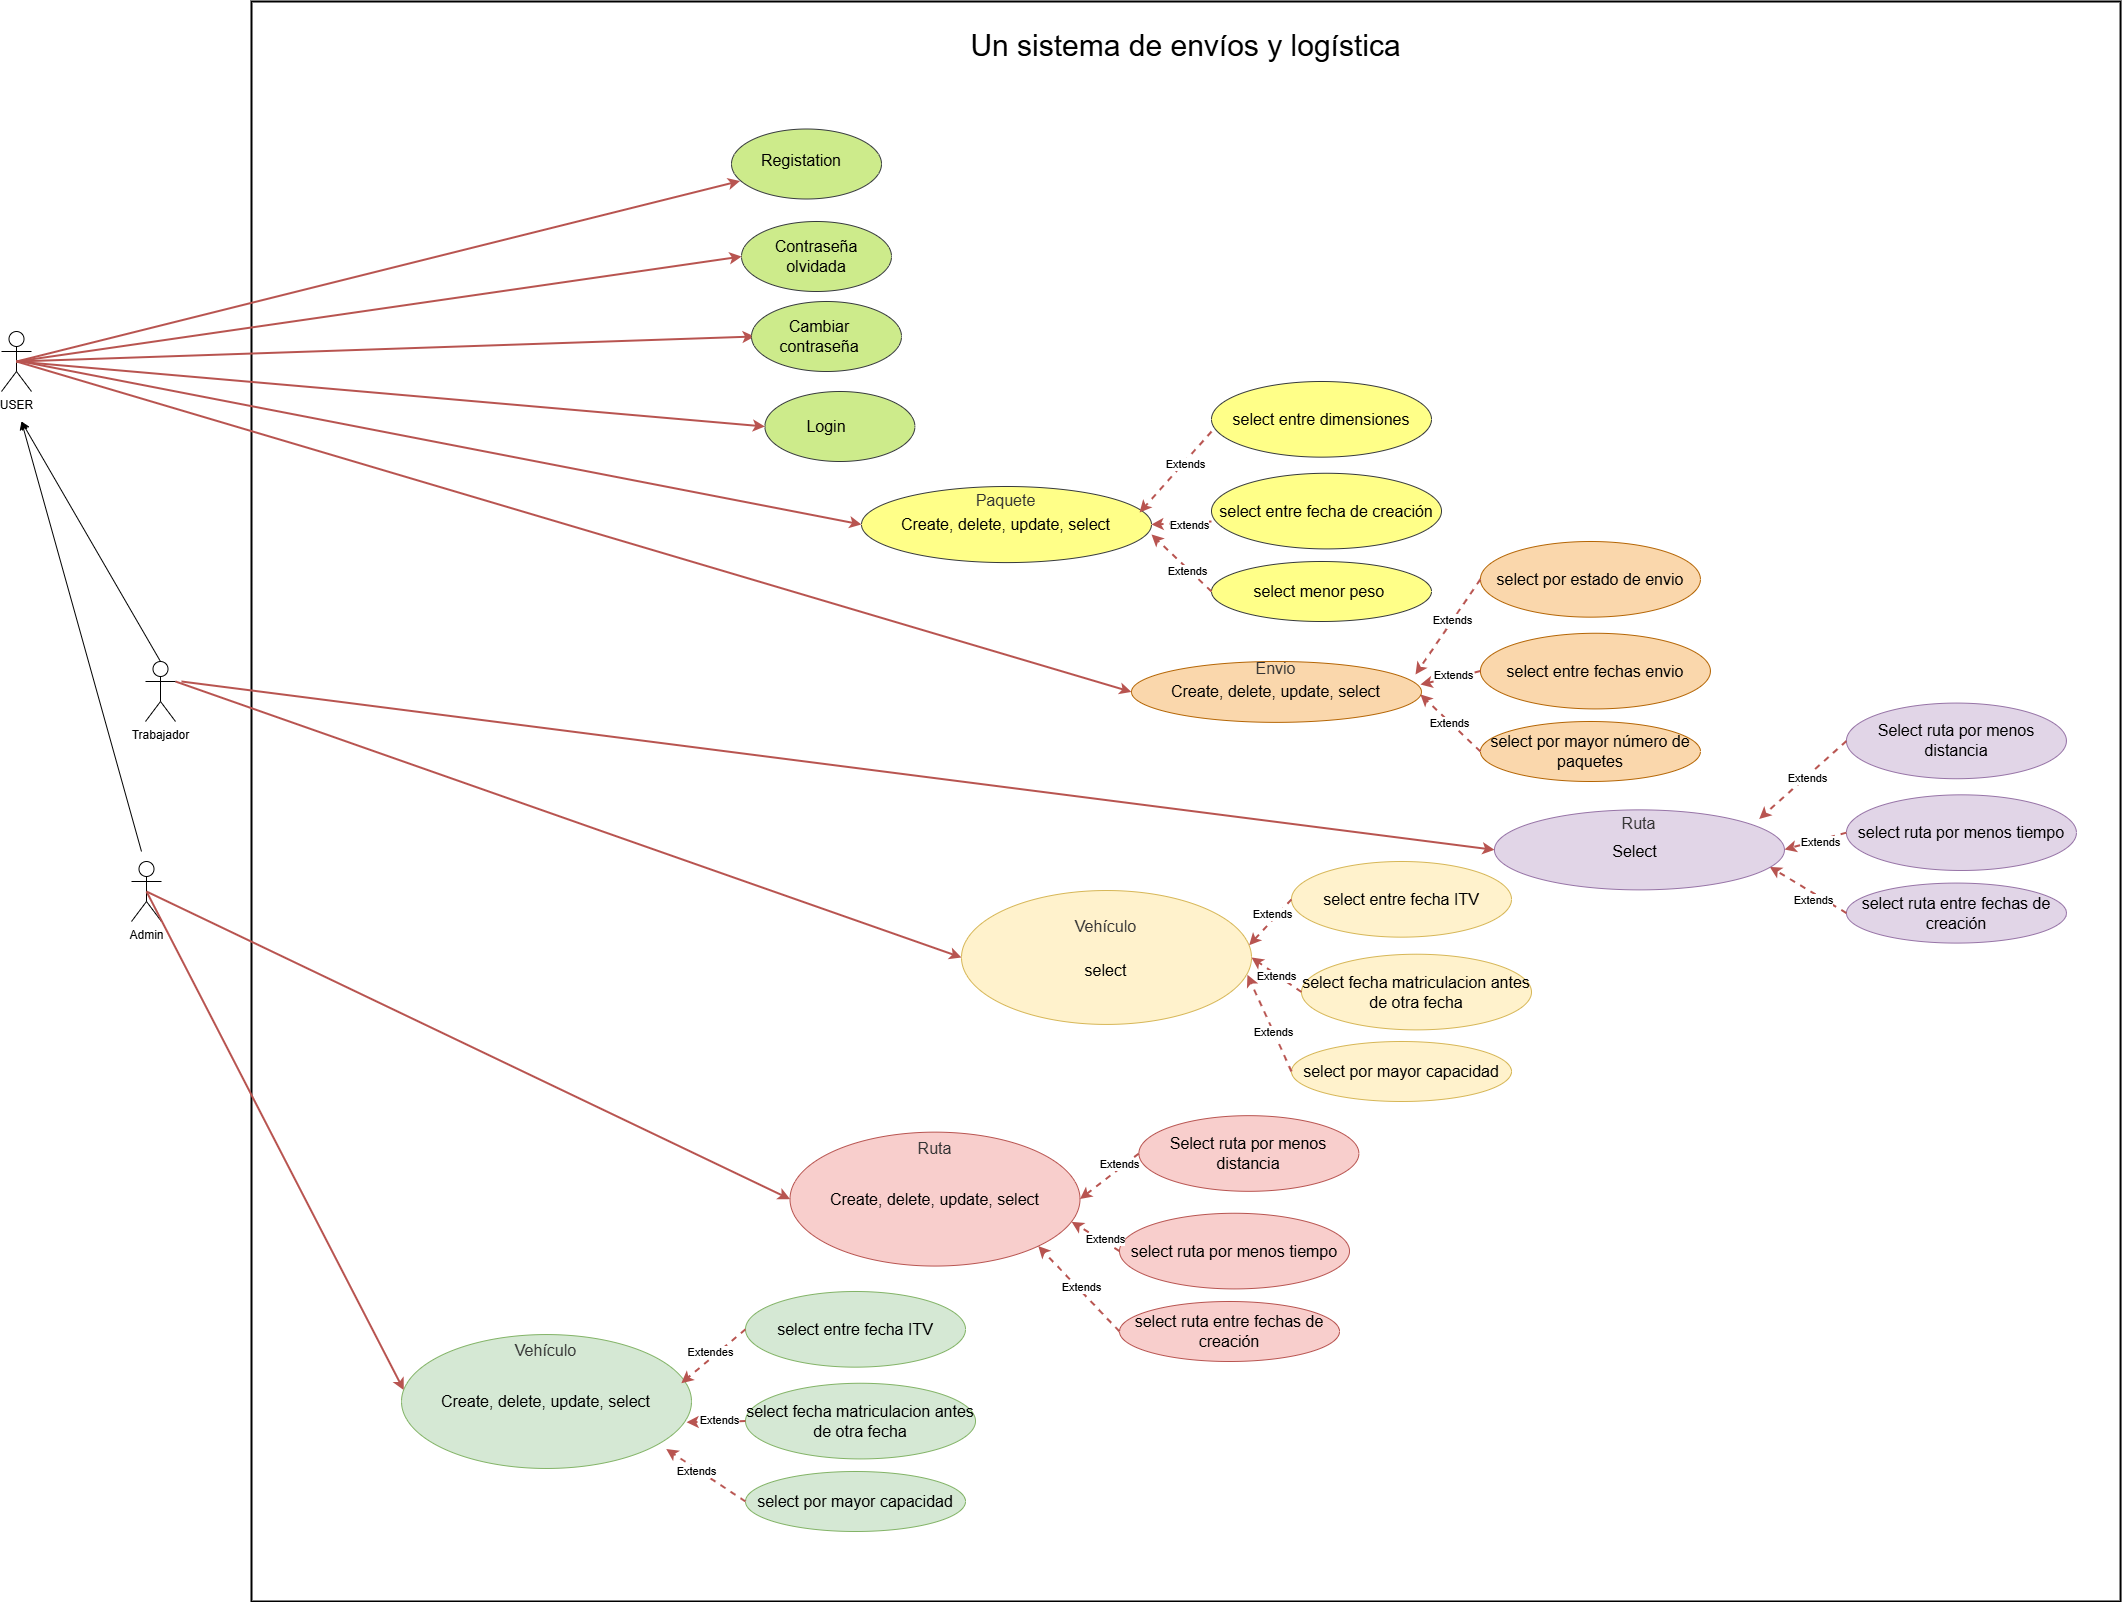 Un sistema de envíos y logística
Registation
Contraseña
olvidada
Cambiar
contraseña
Login
USER
Trabajador
Admin
Paquete
Create, delete, update, select
Extends
select entre dimensiones
Extends
select entre fecha de creación
Extends
select menor peso
Envio
Create, delete, update, select
Extends
select por estado de envio
Extends
select entre fechas envio
Extends
select por mayor número de
paquetes
Ruta
Select
Extends
Select ruta por menos
distancia
Extends
select ruta por menos tiempo
Extends
select ruta entre fechas de
creación
Vehículo
select
Extends
select entre fecha ITV
Extends
select fecha matriculacion antes
de otra fecha
Extends
select por mayor capacidad
Ruta
Create, delete, update, select
Extends
Select ruta por menos
distancia
Extends
select ruta por menos tiempo
Extends
select ruta entre fechas de
creación
Vehículo
Create, delete, update, select
Extendes
select entre fecha ITV
Extends
select fecha matriculacion antes
de otra fecha
Extends
select por mayor capacidad